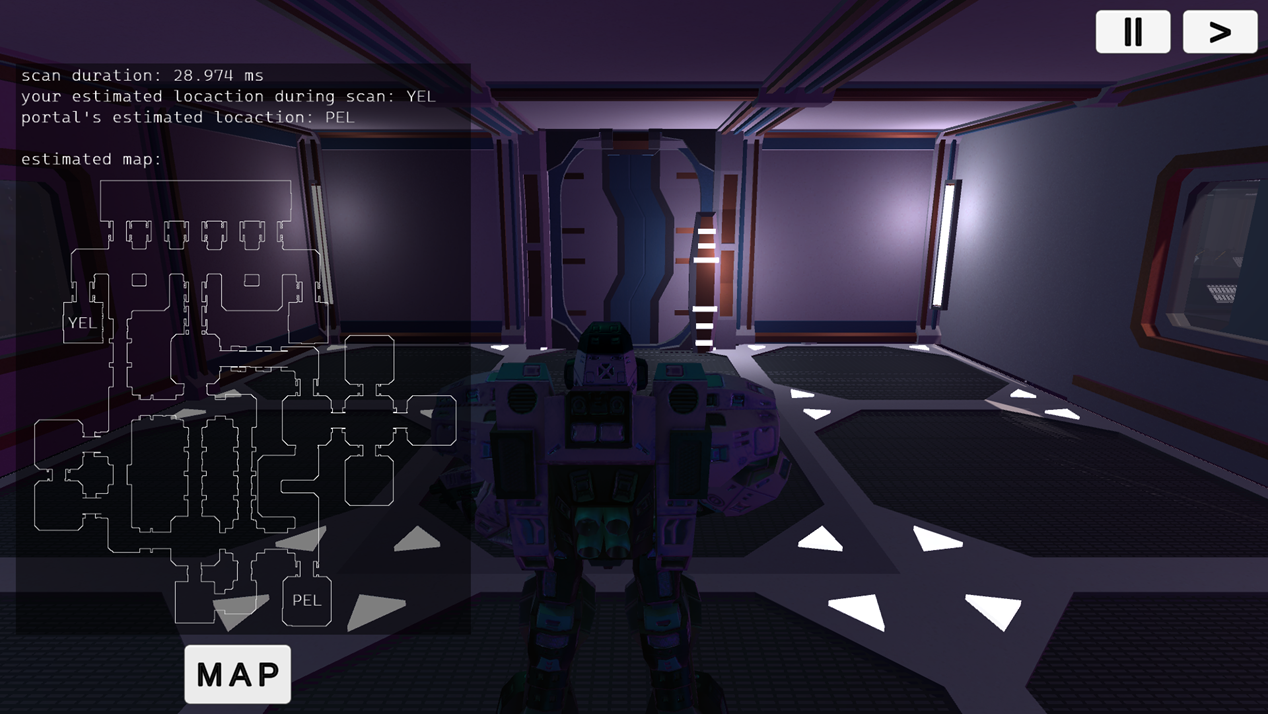 scan duration: 28.974 ms
your estimated locaction during scan: YEL
portal's estimated locaction: PEL
estimated map:
YEL
PEL
MAP
>